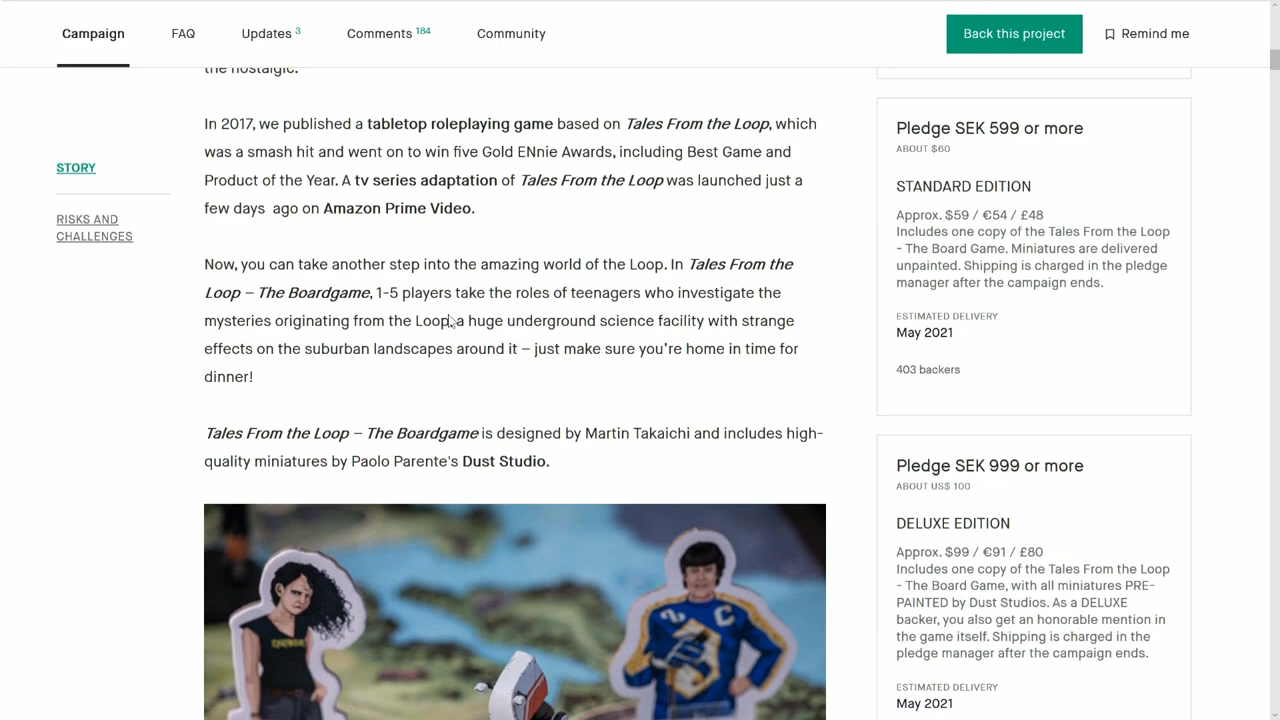 Campaign FAQ Updates 3 Comments 184 Community Back this project Remind me
the nostalgic.
In 2017, we published a tabletop roleplaying game based on Tales From the Loop, which
was a smash hit and went on to win five Gold ENnie Awards, including Best Game and
Product of the Year. A tv series adaptation of Tales From the Loop was launched just a
few days ago on Amazon Prime Video.
Now, you can take another step into the amazing world of the Loop. In Tales From the
Loop – The Boardgame, 1-5 players take the roles of teenagers who investigate the
mysteries originating from the Loop, a huge underground science facility with strange
effects on the suburban landscapes around it – just make sure you're home in time for
dinner!
Tales From the Loop – The Boardgame is designed by Martin Takaichi and includes high-
quality miniatures by Paolo Parente's Dust Studio.
STORY
RISKS AND
CHALLENGES
Pledge SEK 599 or more
ABOUT $60
STANDARD EDITION
Approx. $59 / €54 / £48
Includes one copy of the Tales From the Loop
- The Board Game. Miniatures are delivered
unpainted. Shipping is charged in the pledge
manager after the campaign ends.
ESTIMATED DELIVERY
May 2021
403 backers
Pledge SEK 999 or more
ABOUT US$ 100
DELUXE EDITION
Approx. $99 / €91 / £80
Includes one copy of the Tales From the Loop
- The Board Game, with all miniatures PRE-
PAINTED by Dust Studios. As a DELUXE
backer, you also get an honorable mention in
the game itself. Shipping is charged in the
pledge manager after the campaign ends.
ESTIMATED DELIVERY
May 2021